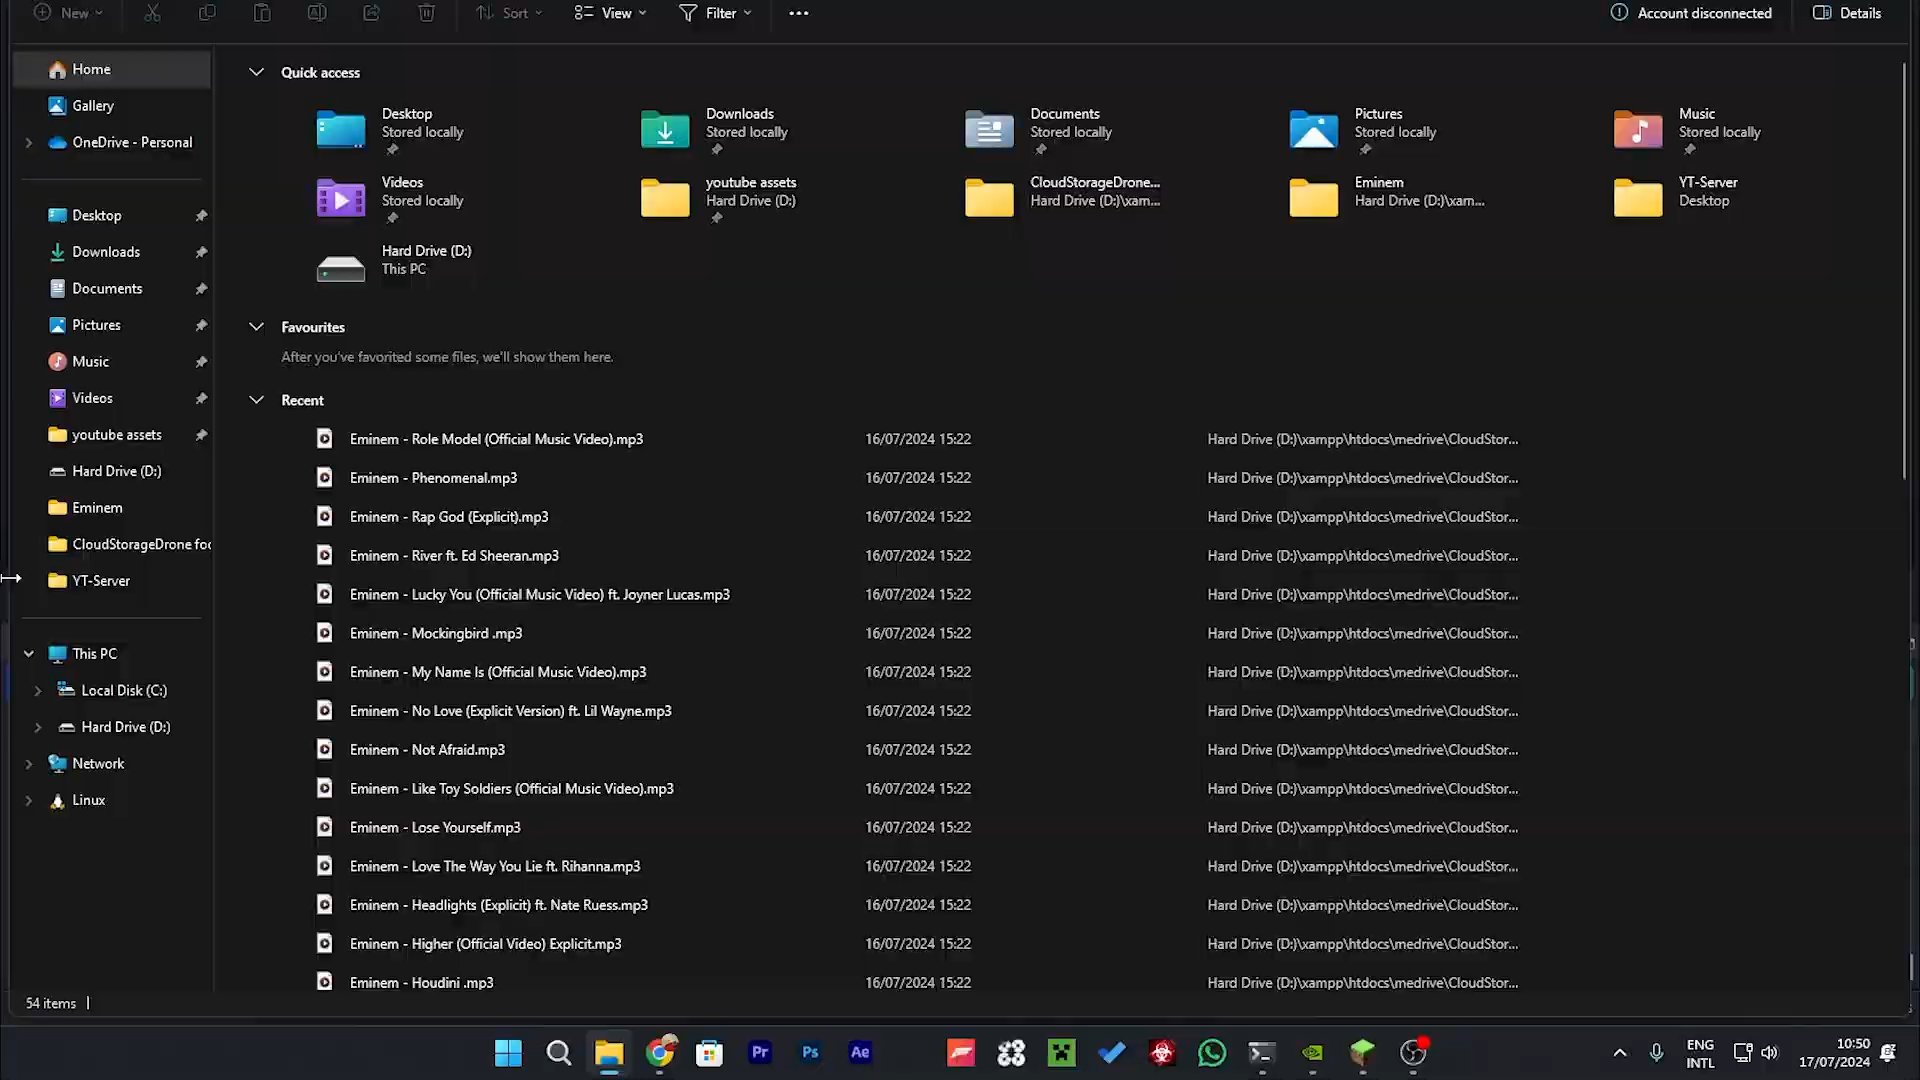 New
Sort
View
Filter
Account disconnected
Details
Home
Gallery
OneDrive - Personal
Desktop
Downloads
Documents
Pictures
Music
Videos
youtube assets
Hard Drive (D:)
Eminem
CloudStorageDrone foo
YT-Server
This PC
Local Disk (C:)
Hard Drive (D:)
Network
Linux
Quick access
Desktop
Stored locally
Downloads
Stored locally
Documents
Stored locally
Pictures
Stored locally
Music
Stored locally
Videos
Stored locally
youtube assets
Hard Drive (D:)
CloudStorageDrone...
Hard Drive (D:)\xam...
Eminem
Hard Drive (D:)\xam...
YT-Server
Desktop
Hard Drive (D:)
This PC
Favourites
After you've favorited some files, we'll show them here.
Recent
Eminem - Role Model (Official Music Video).mp3 16/07/2024 15:22 Hard Drive (D:)\xampp\htdocs\medrive\CloudStor...
Eminem - Phenomenal.mp3 16/07/2024 15:22 Hard Drive (D:)\xampp\htdocs\medrive\CloudStor...
Eminem - Rap God (Explicit).mp3 16/07/2024 15:22 Hard Drive (D:)\xampp\htdocs\medrive\CloudStor...
Eminem - River ft. Ed Sheeran.mp3 16/07/2024 15:22 Hard Drive (D:)\xampp\htdocs\medrive\CloudStor...
Eminem - Lucky You (Official Music Video) ft. Joyner Lucas.mp3 16/07/2024 15:22 Hard Drive (D:)\xampp\htdocs\medrive\CloudStor...
Eminem - Mockingbird .mp3 16/07/2024 15:22 Hard Drive (D:)\xampp\htdocs\medrive\CloudStor...
Eminem - My Name Is (Official Music Video).mp3 16/07/2024 15:22 Hard Drive (D:)\xampp\htdocs\medrive\CloudStor...
Eminem - No Love (Explicit Version) ft. Lil Wayne.mp3 16/07/2024 15:22 Hard Drive (D:)\xampp\htdocs\medrive\CloudStor...
Eminem - Not Afraid.mp3 16/07/2024 15:22 Hard Drive (D:)\xampp\htdocs\medrive\CloudStor...
Eminem - Like Toy Soldiers (Official Music Video).mp3 16/07/2024 15:22 Hard Drive (D:)\xampp\htdocs\medrive\CloudStor...
Eminem - Lose Yourself.mp3 16/07/2024 15:22 Hard Drive (D:)\xampp\htdocs\medrive\CloudStor...
Eminem - Love The Way You Lie ft. Rihanna.mp3 16/07/2024 15:22 Hard Drive (D:)\xampp\htdocs\medrive\CloudStor...
Eminem - Headlights (Explicit) ft. Nate Ruess.mp3 16/07/2024 15:22 Hard Drive (D:)\xampp\htdocs\medrive\CloudStor...
Eminem - Higher (Official Video) Explicit.mp3 16/07/2024 15:22 Hard Drive (D:)\xampp\htdocs\medrive\CloudStor...
Eminem - Houdini .mp3 16/07/2024 15:22 Hard Drive (D:)\xampp\htdocs\medrive\CloudStor...
54 items
Pr
Ps
Ae
ENG
INTL
10:50
17/07/2024